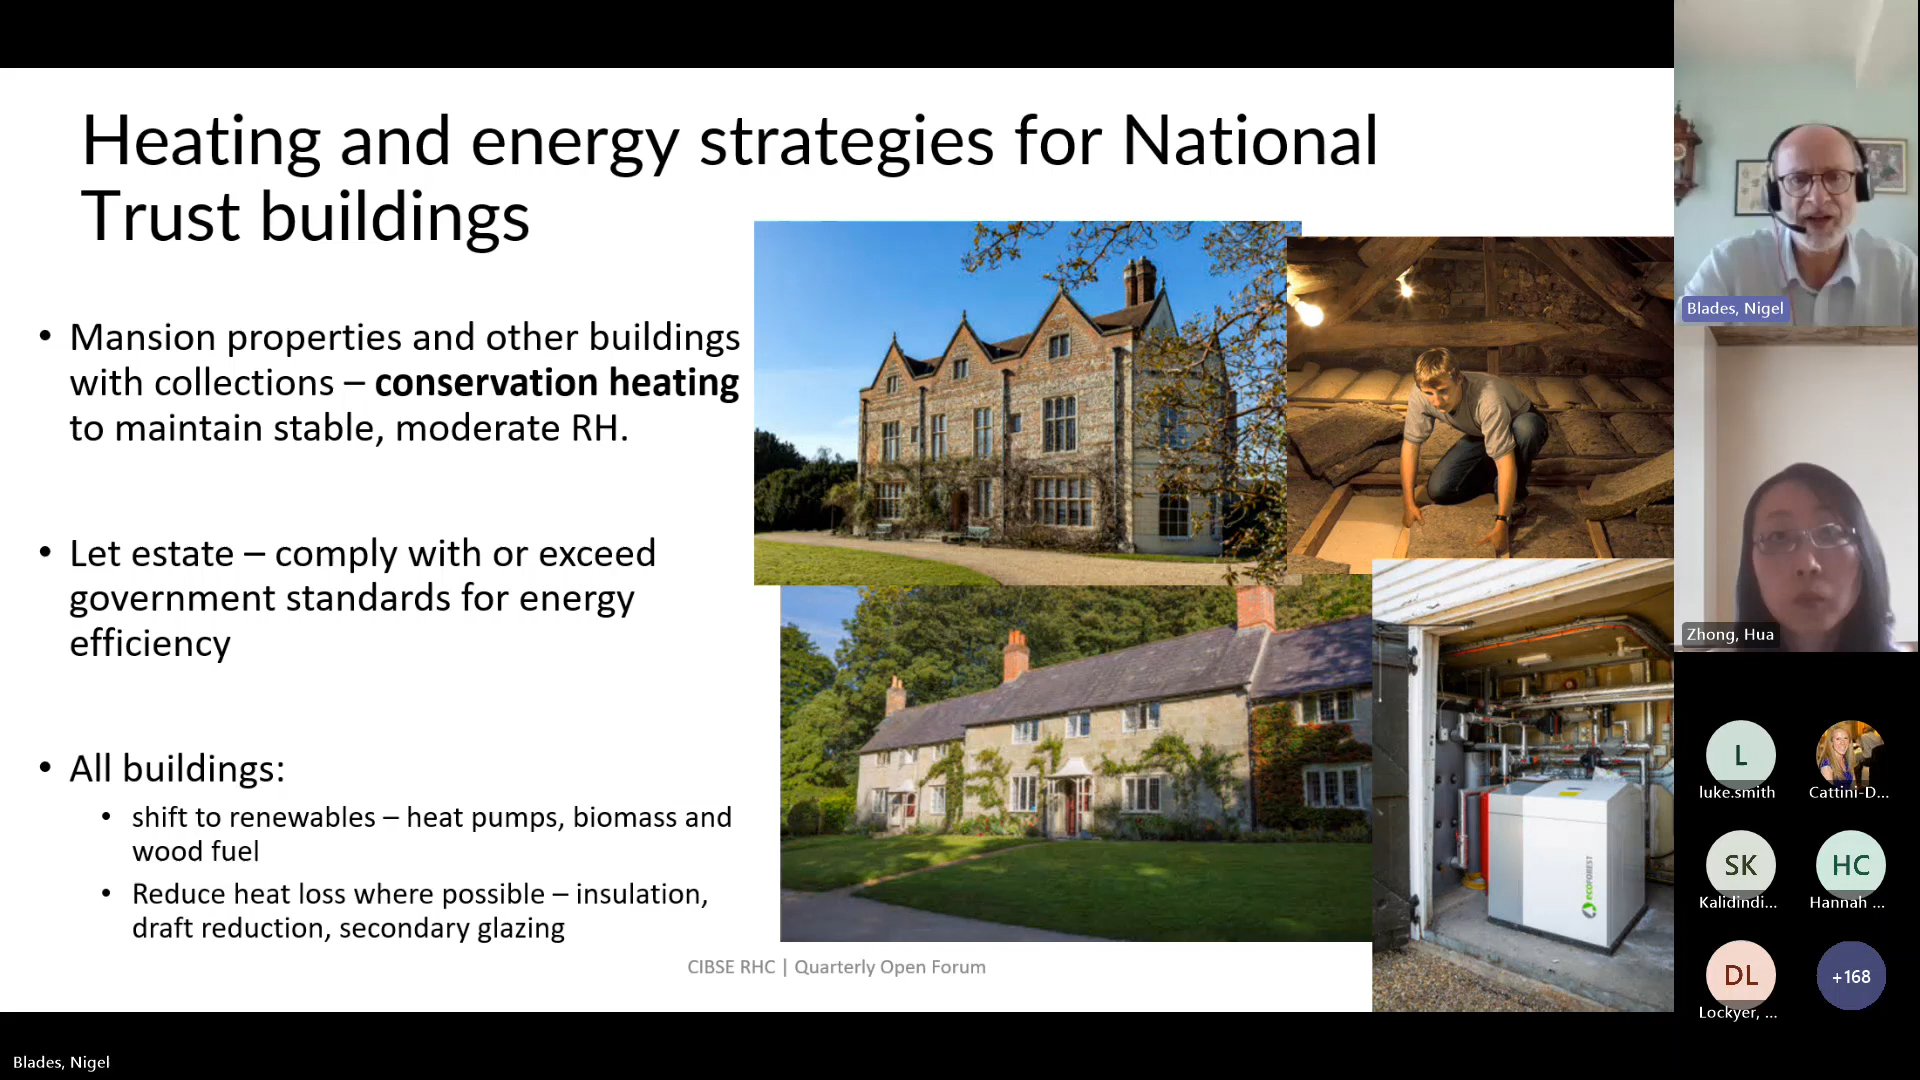 Heating and energy strategies for National
Trust buildings
• Mansion properties and other buildings
with collections – conservation heating
to maintain stable, moderate RH.
• Let estate – comply with or exceed
government standards for energy
efficiency
• All buildings:
• shift to renewables – heat pumps, biomass and
wood fuel
• Reduce heat loss where possible – insulation,
draft reduction, secondary glazing
CIBSE RHC | Quarterly Open Forum
ecoFOREST
Blades, Nigel
Zhong, Hua
L
luke.smith
Cattini-D...
SK
Kalidindi...
HC
Hannah ...
DL
Lockyer, ...
+168
Blades, Nigel